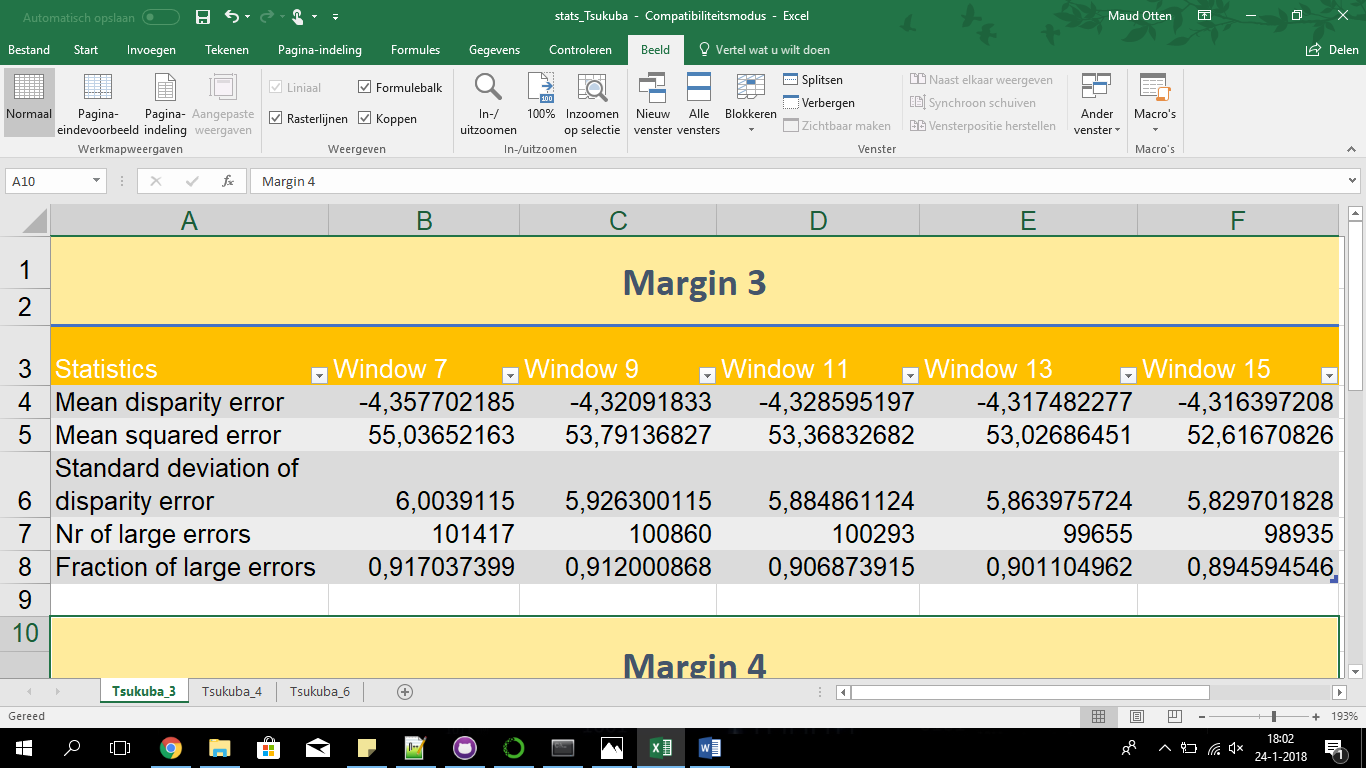 Automatisch opslaan
stats_Tsukuba - Compatibiliteitsmodus - Excel
Maud Otten
Bestand Start Invoegen Tekenen Pagina-indeling Formules Gegevens Controleren Beeld Vertel wat u wilt doen Delen
Normaal
Pagina-eindevoorbeeld
Pagina-indeling
Aangepaste weergaven
Werkmapweergaven
Liniaal
Formulebalk
Rasterlijnen
Koppen
Weergeven
In-/uitzoomen
100%
Inzoomen op selectie
In-/uitzoomen
Nieuw venster
Alle vensters
Blokkeren
Splitsen
Verbergen
Zichtbaar maken
Naast elkaar weergeven
Synchroon schuiven
Vensterpositie herstellen
Ander venster
Venster
Macro's
Macro's
A10
fx
Margin 4
A B C D E F
1
Margin 3
2
3 Statistics Window 7 Window 9 Window 11 Window 13 Window 15
4 Mean disparity error -4,357702185 -4,32091833 -4,328595197 -4,317482277 -4,316397208
5 Mean squared error 55,03652163 53,79136827 53,36832682 53,02686451 52,61670826
Standard deviation of
6 disparity error 6,0039115 5,926300115 5,884861124 5,863975724 5,829701828
7 Nr of large errors 101417 100860 100293 99655 98935
8 Fraction of large errors 0,917037399 0,912000868 0,906873915 0,901104962 0,894594546
9
10
Margin 4
Tsukuba_3 Tsukuba_4 Tsukuba_6
Gereed
193%
18:02
24-1-2018
1